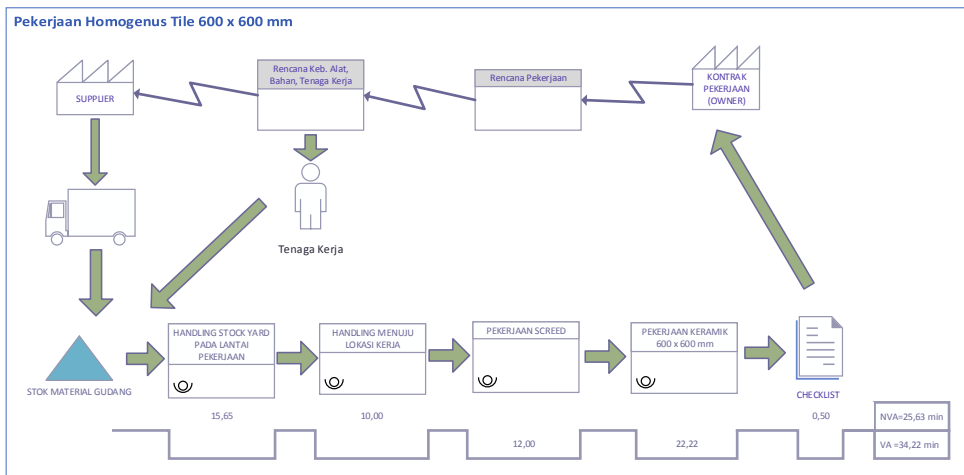 Pekerjaan Homogenus Tile 600 x 600 mm
SUPPLIER
Rencana Keb. Alat,
Bahan, Tenaga Kerja
Rencana Pekerjaan
KONTRAK
PEKERJAAN
(OWNER)
Tenaga Kerja
STOK MATERIAL GUDANG
HANDLING STOCK YARD
PADA LANTAI
PEKERJAAN
HANDLING MENUJU
LOKASI KERJA
PEKERJAAN SCREED
PEKERJAAN KERAMIK
600 x 600 mm
CHECKLIST
15,65
10,00
12,00
22,22
0,50
NVA=25,63 min
VA =34,22 min